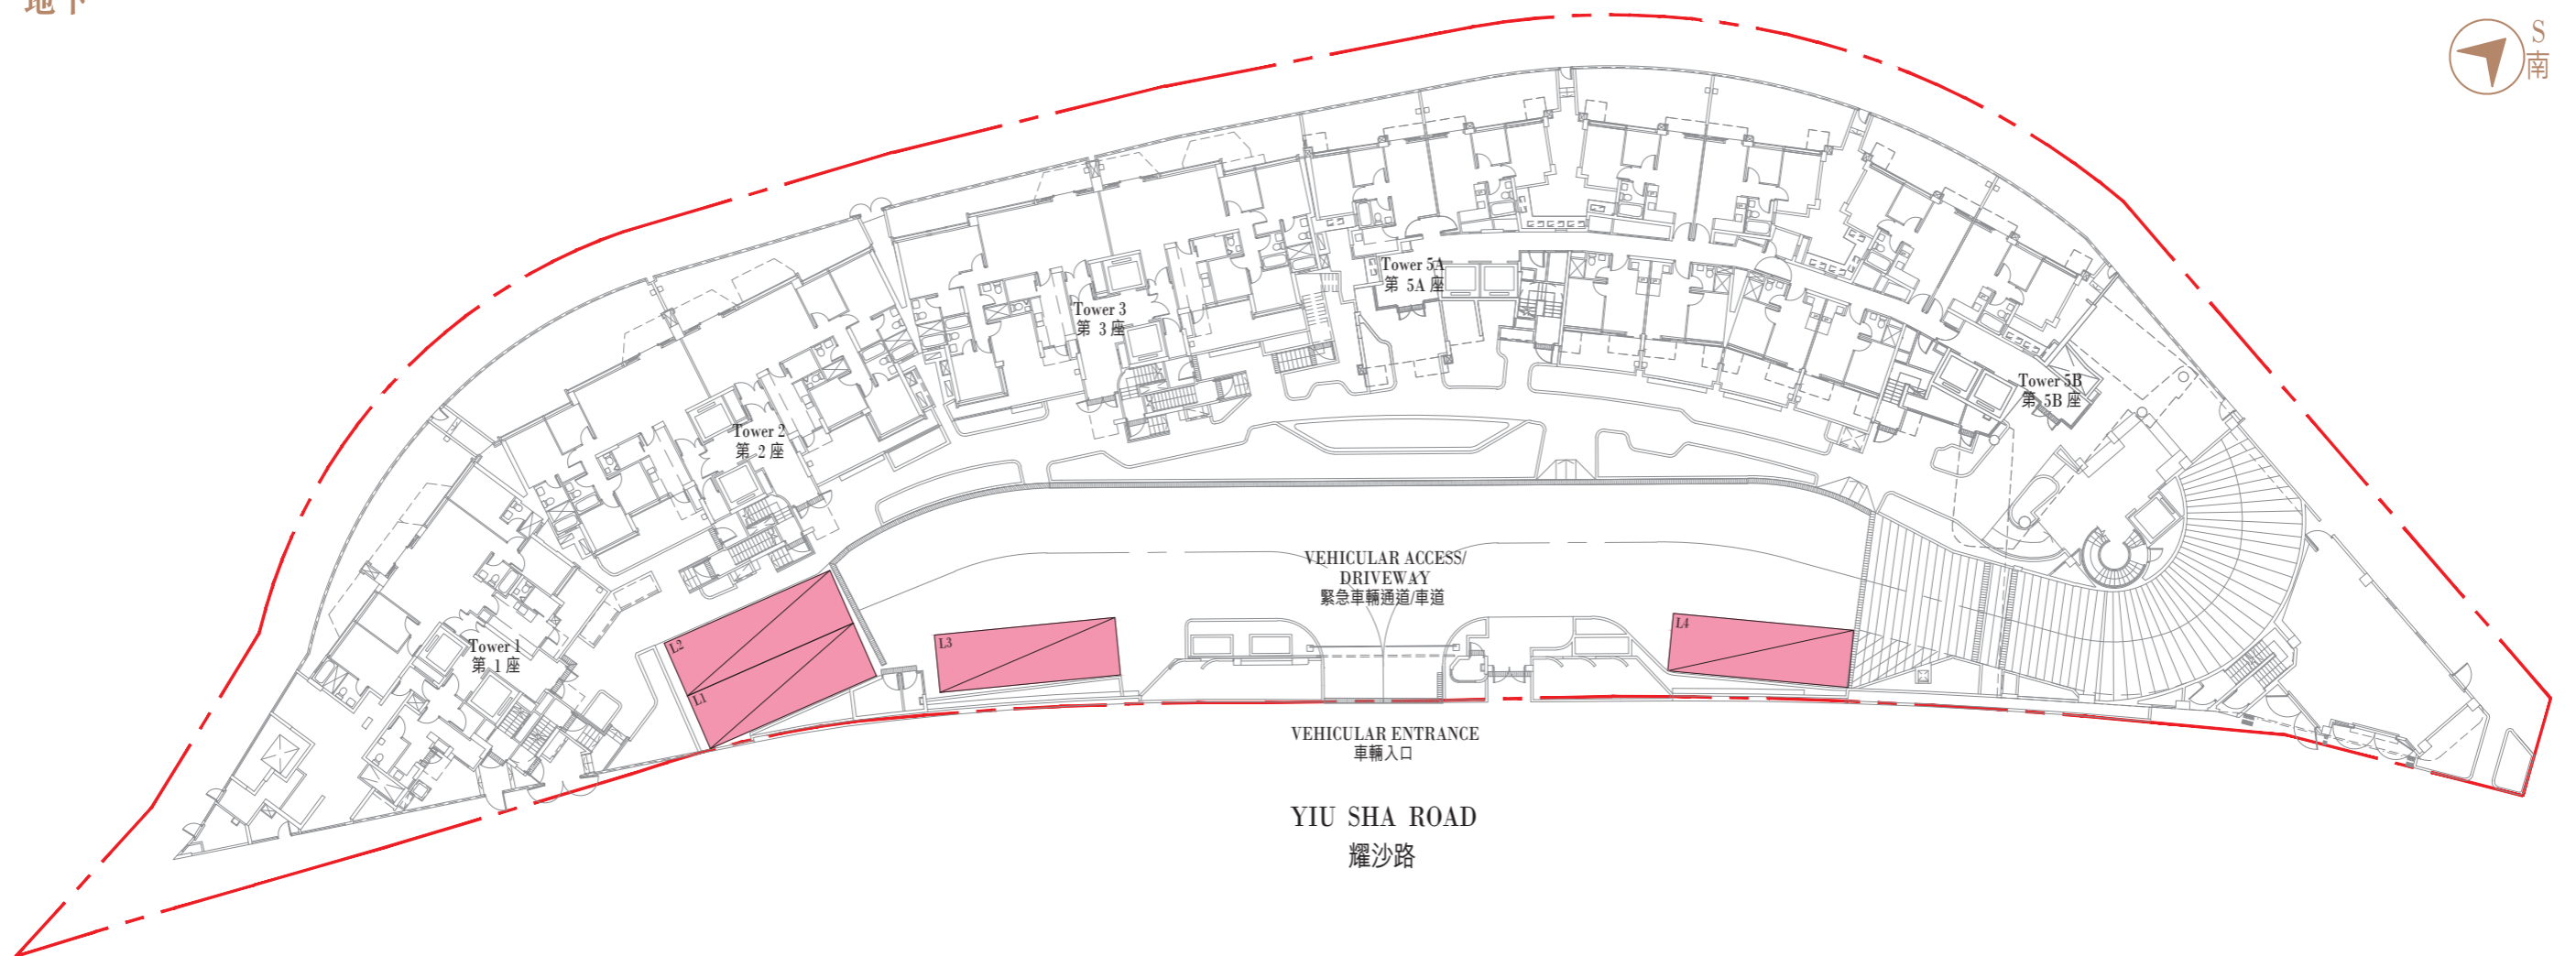 地下
S
南
Tower 5A
第 5A 座
Tower 3
第 3 座
Tower 5B
第 5B 座
Tower 2
第 2 座
VEHICULAR ACCESS/
DRIVEWAY
緊急車輛通道/車道
L4
L3
L2
Tower 1
第 1 座
L1
VEHICULAR ENTRANCE
車輛入口
YIU SHA ROAD
耀沙路